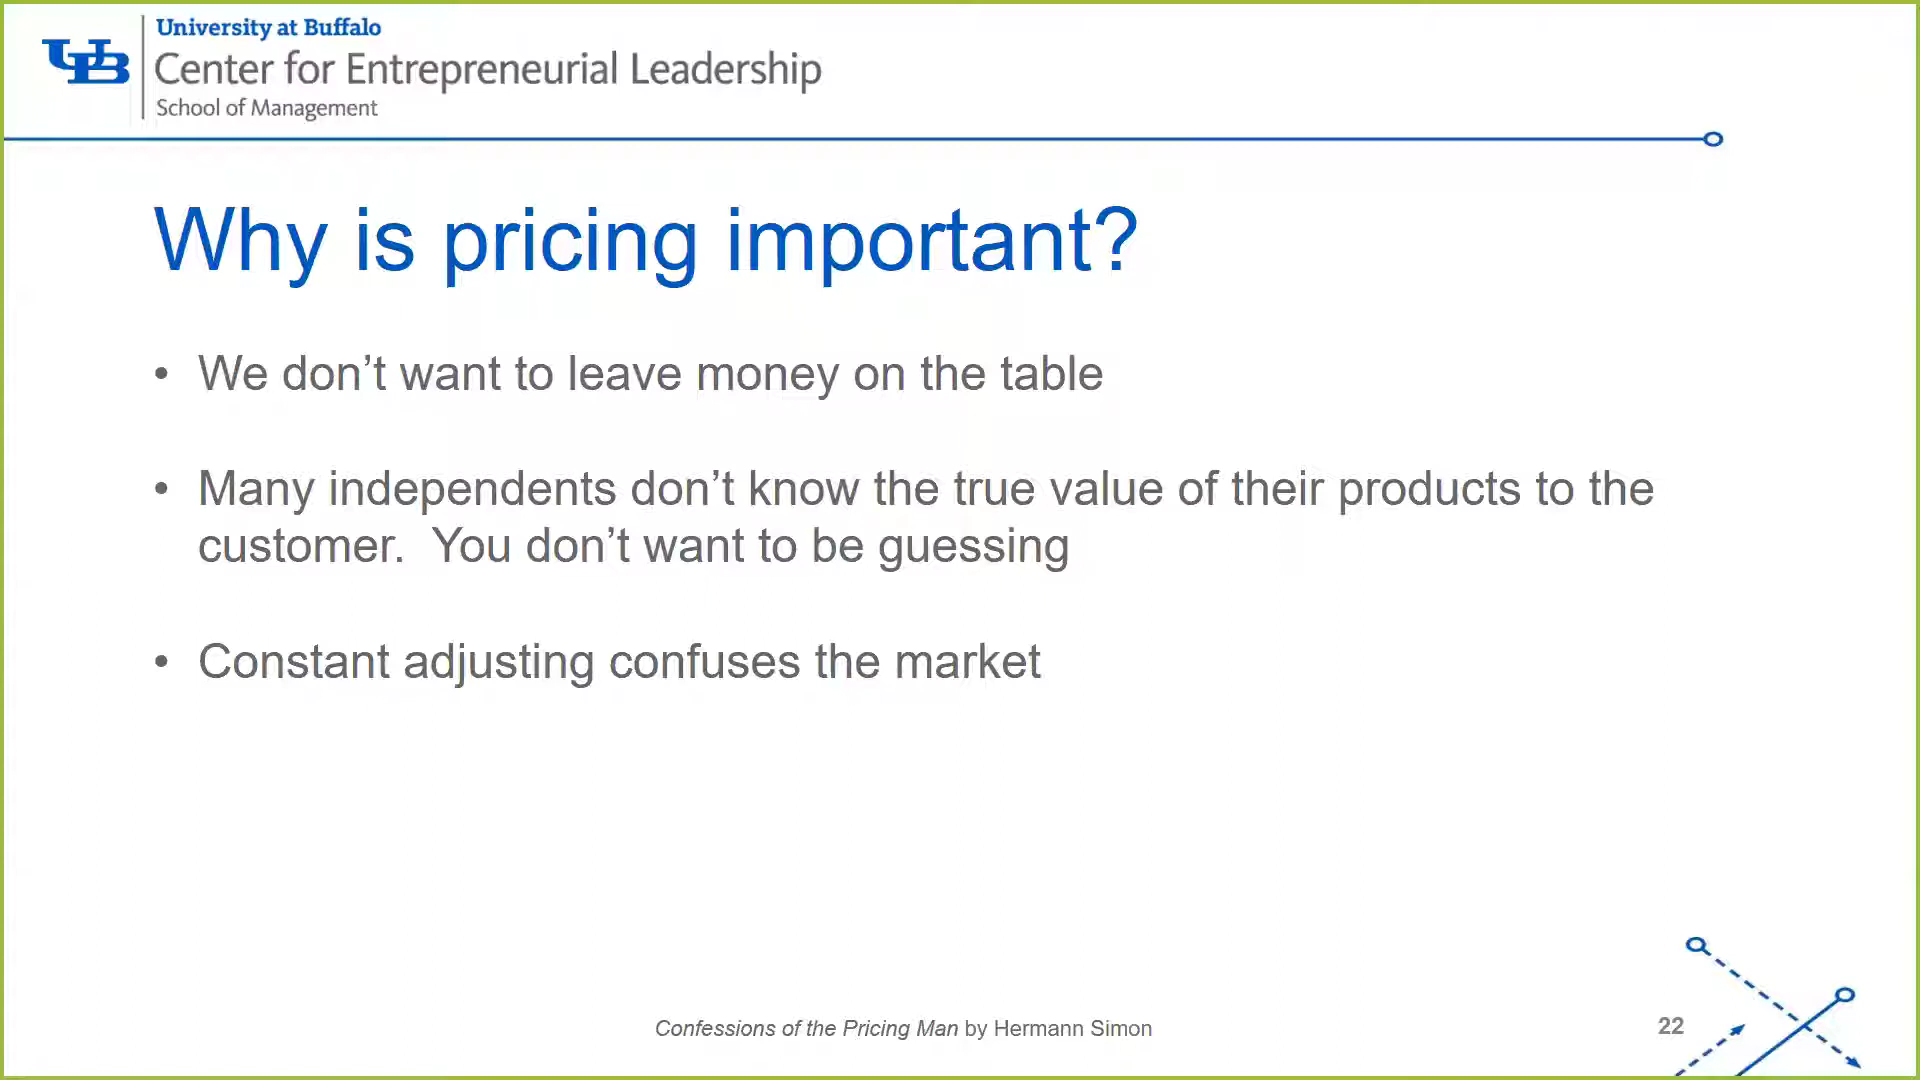 UB
University at Buffalo
Center for Entrepreneurial Leadership
School of Management
Why is pricing important?
• We don’t want to leave money on the table
• Many independents don’t know the true value of their products to the
customer.  You don’t want to be guessing
• Constant adjusting confuses the market
Confessions of the Pricing Man by Hermann Simon
22